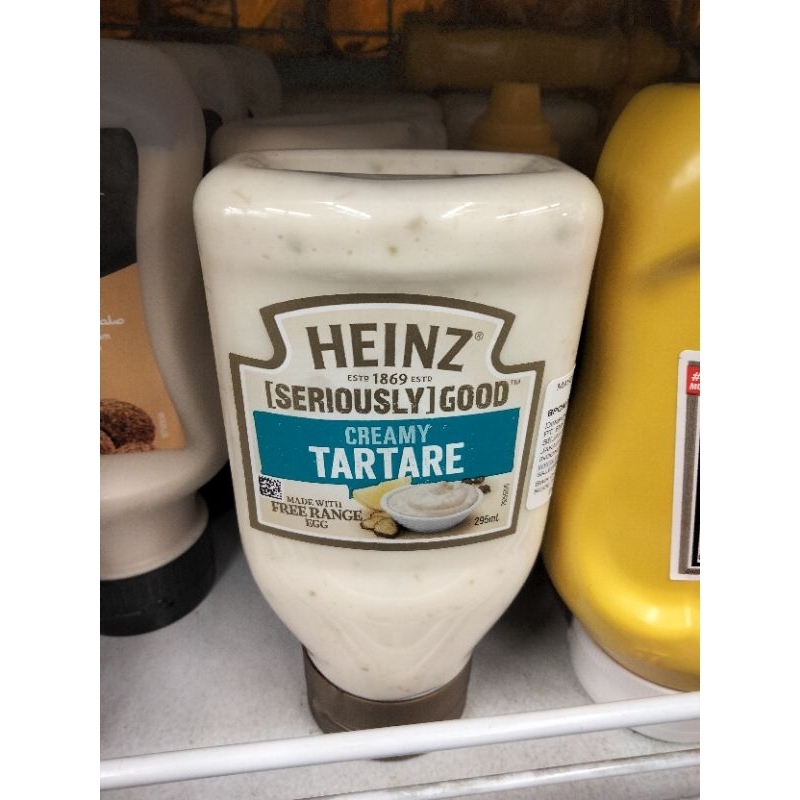 HEINZ®
ESTD 1869 ESTD
[SERIOUSLY]GOOD™
CREAMY
TARTARE
MADE WITH
FREE RANGE
EGG
295mL